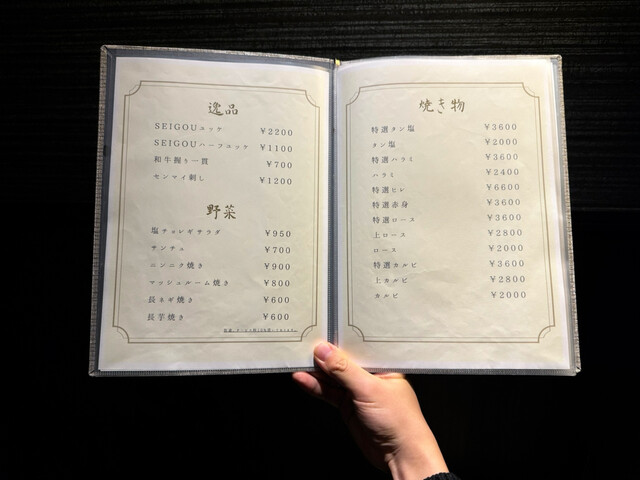 逸品
SEIGOUユッケ ¥2200
SEIGOUハーフユッケ ¥1100
和牛握り一貫 ¥700
センマイ刺し ¥1200
野菜
塩チョレギサラダ ¥950
サンチュ ¥700
ニンニク焼き ¥900
マッシュルーム焼き ¥800
長ネギ焼き ¥600
長芋焼き ¥600
焼き物
特選タン塩 ¥3600
タン塩 ¥2000
特選ハラミ ¥3600
ハラミ ¥2400
特選ヒレ ¥6600
特選赤身 ¥3600
特選ロース ¥3600
上ロース ¥2800
ロース ¥2000
特選カルビ ¥3600
上カルビ ¥2800
カルビ ¥2000